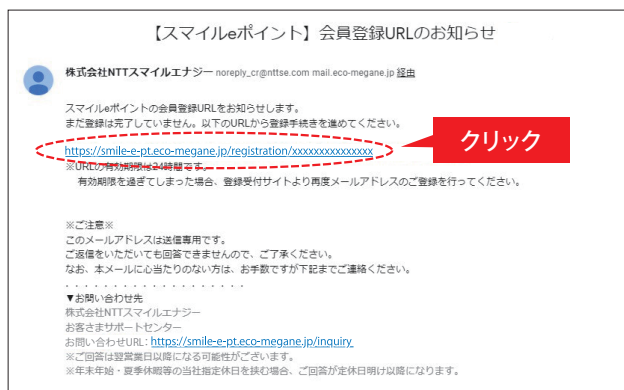 【スマイルeポイント】会員登録URLのお知らせ
株式会社NTTスマイルエナジー noreply_cr@nttse.com mail.eco-megane.jp 経由
スマイルeポイントの会員登録URLをお知らせします。
まだ登録は完了していません。以下のURLから登録手続きを進めてください。
クリック
https://smile-e-pt.eco-megane.jp/registration/xxxxxxxxxxxxxxx
※URLの有効期限は24時間です。
有効期限を過ぎてしまった場合、登録受付サイトより再度メールアドレスのご登録を行ってください。
※ご注意※
このメールアドレスは送信専用です。
ご返信をいただいても回答できませんので、ご了承ください。
なお、本メールに心当たりのない方は、お手数ですが下記までご連絡ください。
・・・・・・・・・・・・・・・・・・・
▼お問い合わせ先
株式会社NTTスマイルエナジー
お客さまサポートセンター
お問い合わせURL: https://smile-e-pt.eco-megane.jp/inquiry
※ご回答は翌営業日以降になる可能性がございます。
※年末年始・夏季休暇等の当社指定休日を挟む場合、ご回答が定休日明け以降になります。